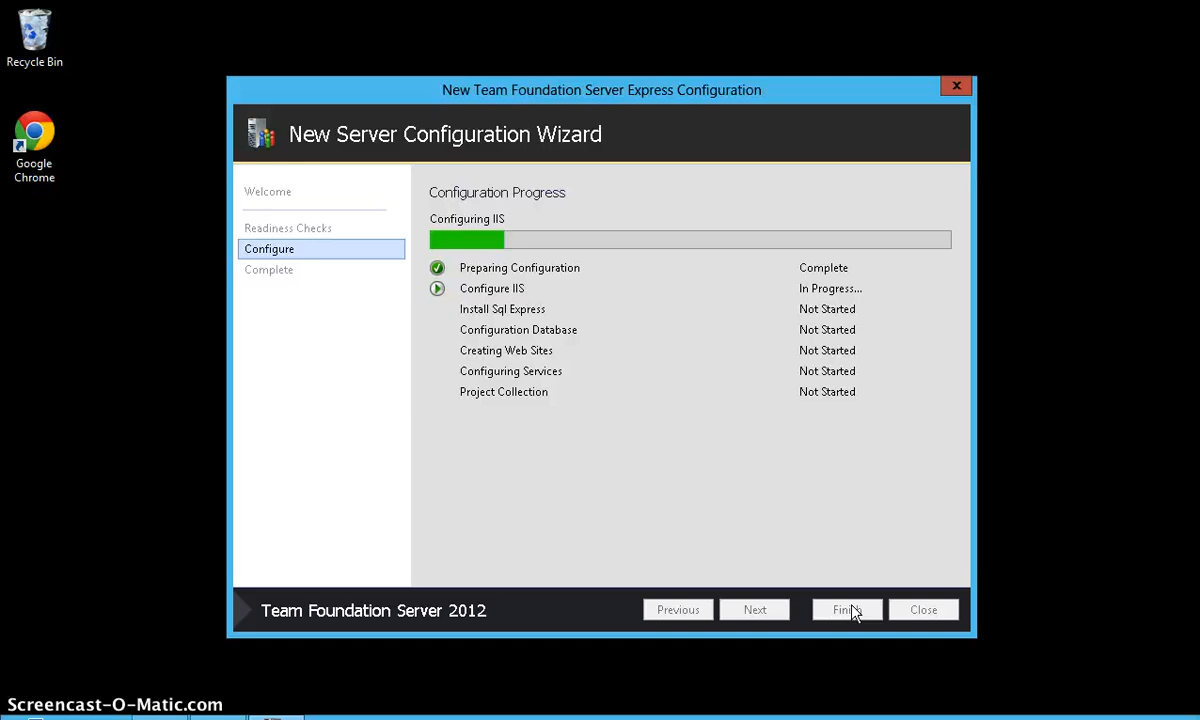 Recycle Bin
Google
Chrome
New Team Foundation Server Express Configuration
New Server Configuration Wizard
Welcome
Readiness Checks
Configure
Complete
Configuration Progress
Configuring IIS
Preparing Configuration Complete
Configure IIS In Progress...
Install Sql Express Not Started
Configuration Database Not Started
Creating Web Sites Not Started
Configuring Services Not Started
Project Collection Not Started
Team Foundation Server 2012
Previous Next Finish Close
Screencast-O-Matic.com